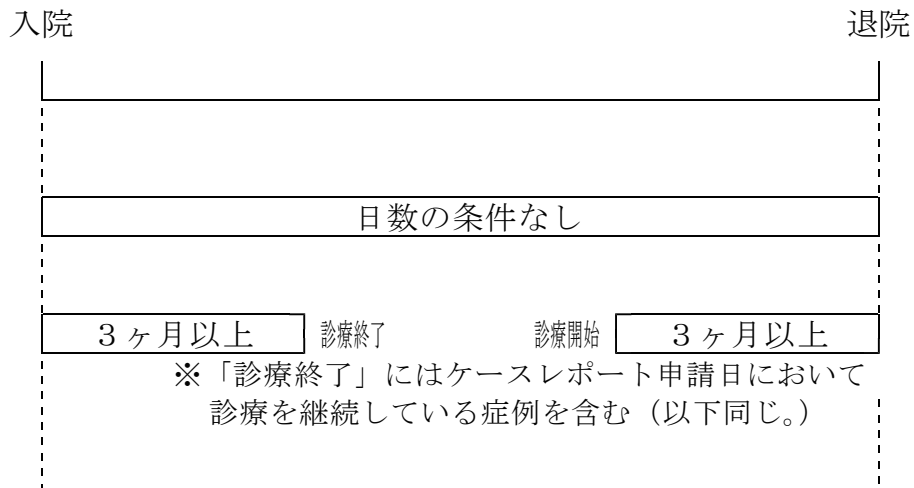 入院 退院
日数の条件なし
3ヶ月以上 診療終了 診療開始 3ヶ月以上
※「診療終了」にはケースレポート申請日において
診療を継続している症例を含む（以下同じ。）